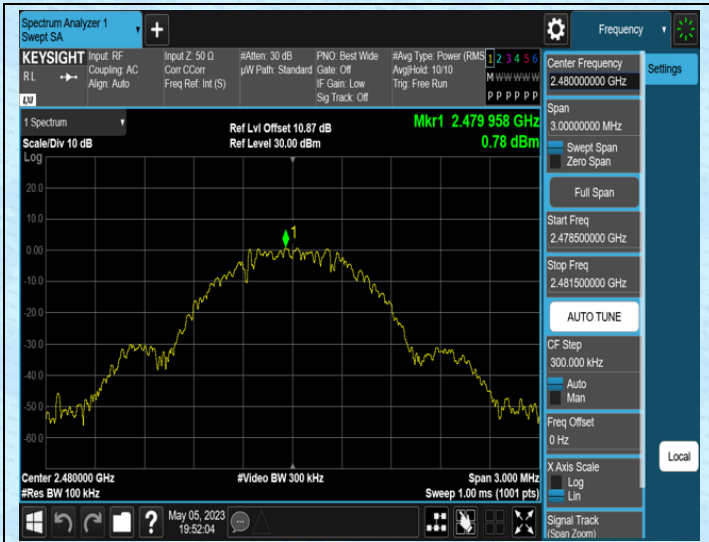 Spectrum Analyzer 1
Swept SA
+
Frequency
KEYSIGHT
RL
LXI
Input: RF
Coupling: AC
Align: Auto
Input Z: 50 Ω
Corr CCorr
Freq Ref: Int (S)
#Atten: 30 dB
µW Path: Standard
PNO: Best Wide
Gate: Off
IF Gain: Low
Sig Track: Off
#Avg Type: Power (RMS
Avg|Hold: 10/10
Trig: Free Run
1 2 3 4 5 6
M W W W W W
P P P P P P
1 Spectrum
Scale/Div 10 dB
Log
Ref Lvl Offset 10.87 dB
Ref Level 30.00 dBm
Mkr1 2.479 958 GHz
0.78 dBm
20.0
10.0
0.00
-10.0
-20.0
-30.0
-40.0
-50.0
-60.0
1
Center 2.480000 GHz
#Res BW 100 kHz
#Video BW 300 kHz
Span 3.000 MHz
Sweep 1.00 ms (1001 pts)
?
May 05, 2023
19:52:04
Center Frequency
2.480000000 GHz
Span
3.00000000 MHz
Swept Span
Zero Span
Full Span
Start Freq
2.478500000 GHz
Stop Freq
2.481500000 GHz
AUTO TUNE
CF Step
300.000 kHz
Auto
Man
Freq Offset
0 Hz
X Axis Scale
Log
Lin
Signal Track
(Span Zoom)
Settings
Local